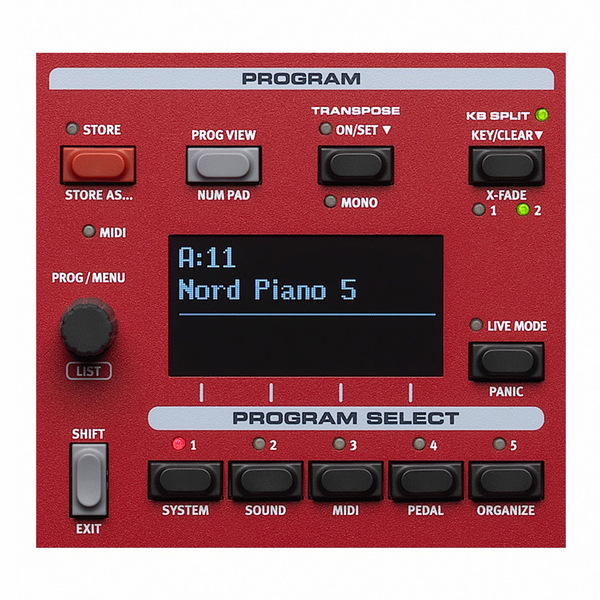 PROGRAM
TRANSPOSE
KB SPLIT
STORE
PROG VIEW
ON/SET ▼
KEY/CLEAR▼
STORE AS...
NUM PAD
X-FADE
MONO
1 2
MIDI
A:11
Nord Piano 5
PROG/MENU
LIST
LIVE MODE
PANIC
PROGRAM SELECT
SHIFT
1 2 3 4 5
SYSTEM SOUND MIDI PEDAL ORGANIZE
EXIT